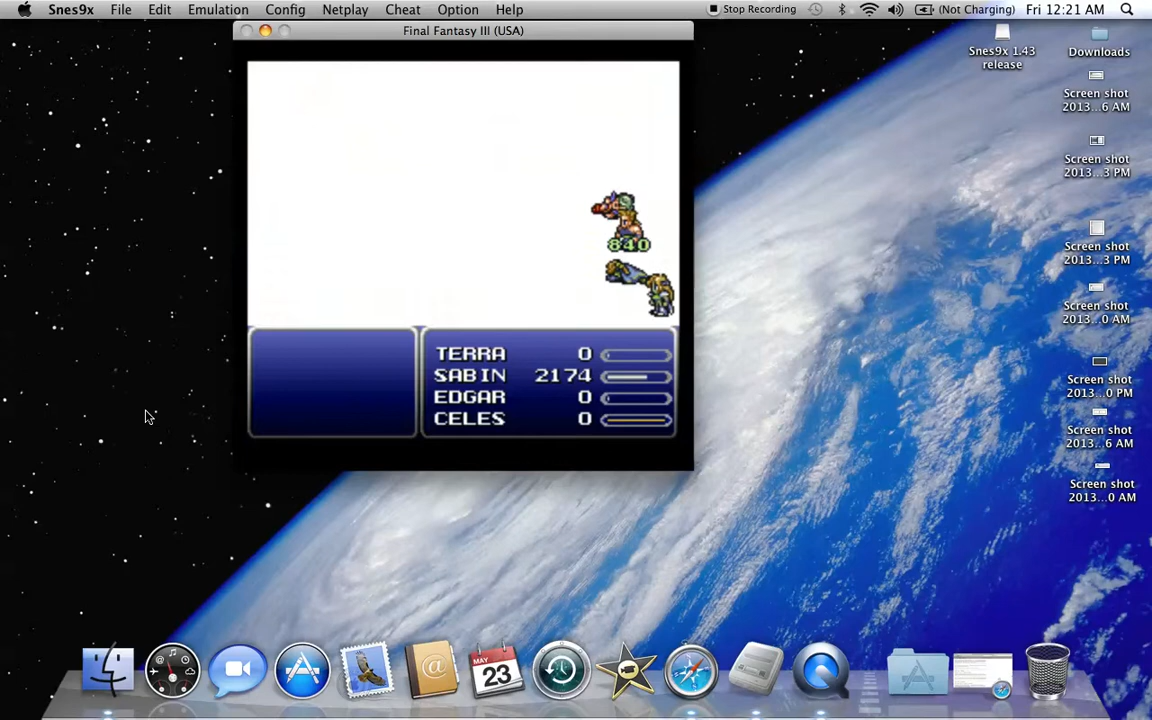 Snes9x File Edit Emulation Config Netplay Cheat Option Help Stop Recording (Not Charging) Fri 12:21 AM
Final Fantasy III (USA)
Snes9x 1.43
release
Downloads
Screen shot
2013...6 AM
Screen shot
2013...3 PM
Screen shot
2013...3 PM
Screen shot
2013...0 AM
Screen shot
2013...0 PM
Screen shot
2013...6 AM
Screen shot
2013...0 AM
840
TERRA 0
SABIN 2174
EDGAR 0
CELES 0
MAY
23